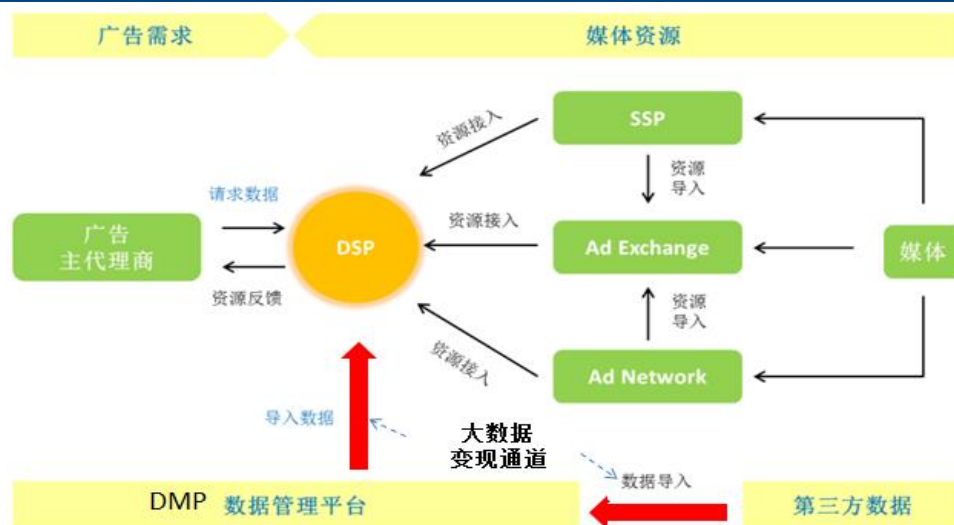 广告需求
媒体资源
SSP
资源接入
资源
导入
请求数据
广告
主代理商
DSP
资源接入
Ad Exchange
媒体
资源反馈
资源
导入
资源接入
Ad Network
导入数据
大数据
变现通道
数据导入
DMP 数据管理平台
第三方数据